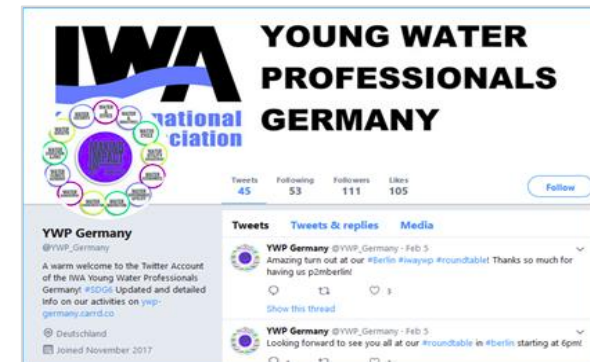 IWA
YOUNG WATER
PROFESSIONALS
GERMANY
national
ciation
MAKING
IMPACT
Tweets Following Followers Likes
45 53 111 105
Follow
YWP Germany
@YWP_Germany
A warm welcome to the Twitter Account
of the IWA Young Water Professionals
Germany! #SDG6 Updated and detailed
Info on our activities on ywp-
germany.carrd.co
Deutschland
Joined November 2017
Tweets Tweets & replies Media
YWP Germany @YWP_Germany · Feb 5
Amazing turn out at our #Berlin #iwaywp #roundtable! Thanks so much for
having us p2mberlin!
3
Show this thread
YWP Germany @YWP_Germany · Feb 5
Looking forward to see you all at our #roundtable in #berlin starting at 6pm!